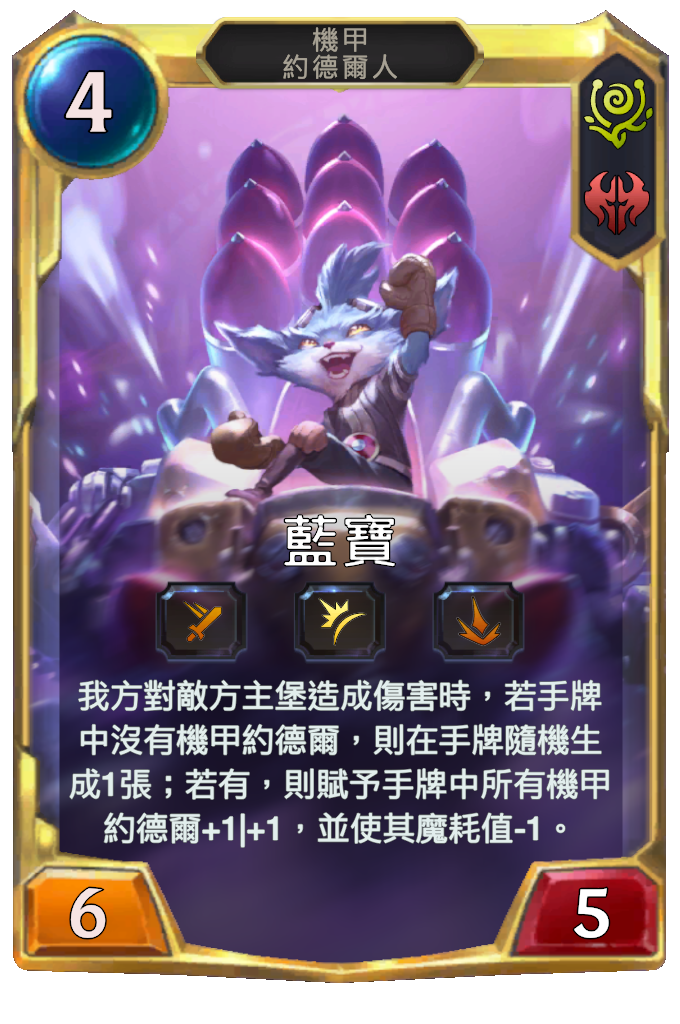 機甲
約德爾人
4
藍寶
我方對敵方主堡造成傷害時，若手牌
中沒有機甲約德爾，則在手牌隨機生
成1張；若有，則賦予手牌中所有機甲
約德爾+1|+1，並使其魔耗值-1。
6
5